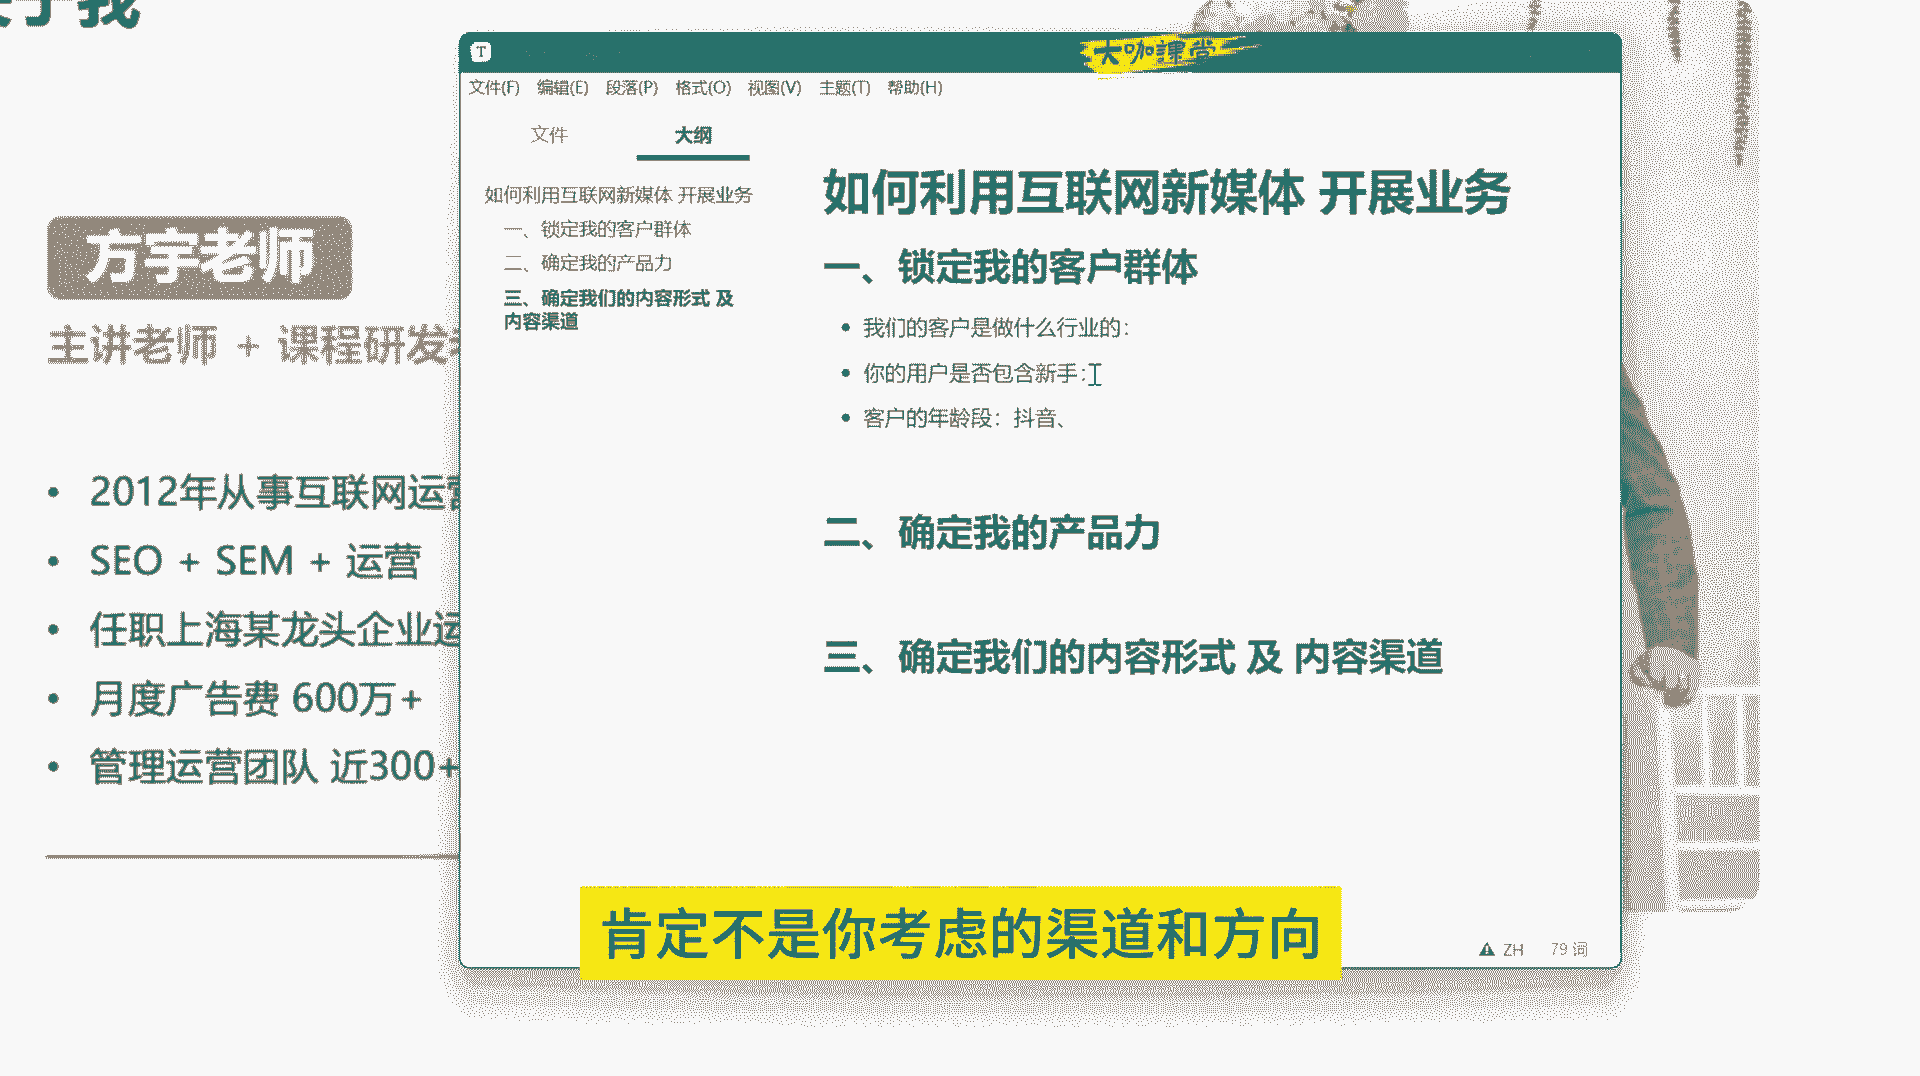 于我
方宇老师
主讲老师 + 课程研发
2012年从事互联网运营
SEO + SEM + 运营
任职上海某龙头企业运
月度广告费 600万+
管理运营团队 近300+
T
大咖课堂
文件(F) 编辑(E) 段落(P) 格式(O) 视图(V) 主题(T) 帮助(H)
文件 大纲
如何利用互联网新媒体 开展业务
一、锁定我的客户群体
二、确定我的产品力
三、确定我们的内容形式 及
内容渠道
如何利用互联网新媒体 开展业务
一、锁定我的客户群体
我们的客户是做什么行业的：
你的用户是否包含新手：
客户的年龄段：抖音、
二、确定我的产品力
三、确定我们的内容形式 及 内容渠道
肯定不是你考虑的渠道和方向
ZH 79 词